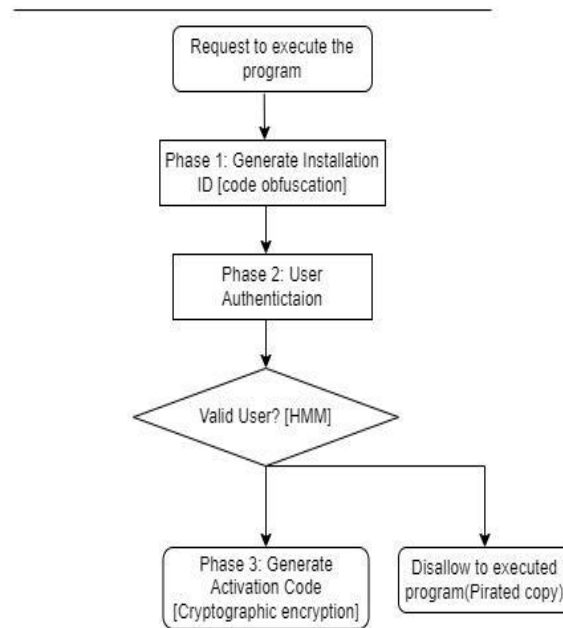 Request to execute the
program
Phase 1: Generate Installation
ID [code obfuscation]
Phase 2: User
Authentictaion
Valid User? [HMM]
Phase 3: Generate
Activation Code
[Cryptographic encryption]
Disallow to executed
program(Pirated copy)